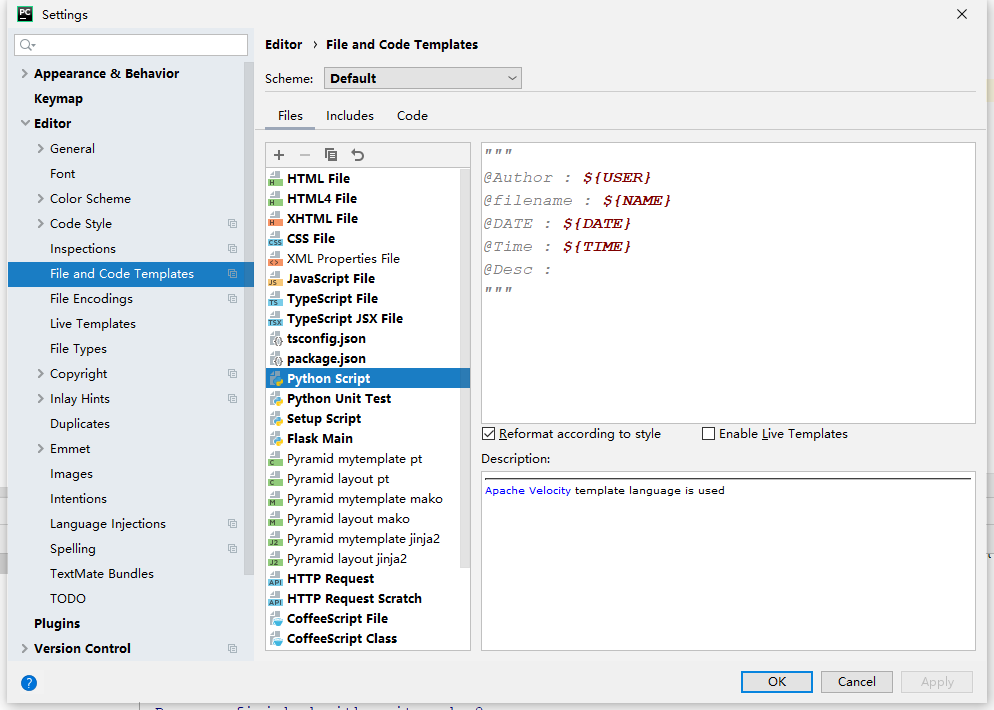 PC Settings
Editor › File and Code Templates
Scheme: Default
Files Includes Code
Appearance & Behavior
Keymap
Editor
General
Font
Color Scheme
Code Style
Inspections
File and Code Templates
File Encodings
Live Templates
File Types
Copyright
Inlay Hints
Duplicates
Emmet
Images
Intentions
Language Injections
Spelling
TextMate Bundles
TODO
Plugins
Version Control
HTML File
HTML4 File
XHTML File
CSS File
XML Properties File
JavaScript File
TypeScript File
TypeScript JSX File
tsconfig.json
package.json
Python Script
Python Unit Test
Setup Script
Flask Main
Pyramid mytemplate pt
Pyramid layout pt
Pyramid mytemplate mako
Pyramid layout mako
Pyramid mytemplate jinja2
Pyramid layout jinja2
HTTP Request
HTTP Request Scratch
CoffeeScript File
CoffeeScript Class
"""
@Author : ${USER}
@filename : ${NAME}
@DATE : ${DATE}
@Time : ${TIME}
@Desc :
"""
Reformat according to style Enable Live Templates
Description:
Apache Velocity template language is used
? OK Cancel Apply